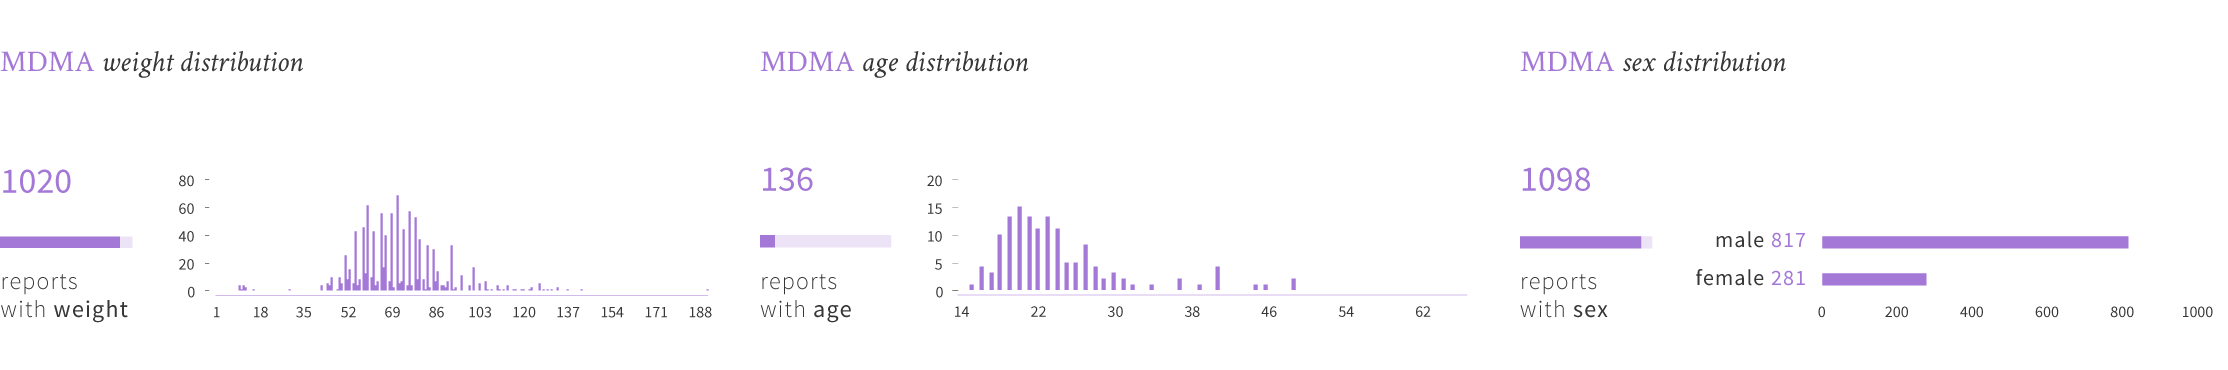 MDMA weight distribution
1020
reports
with weight
80
60
40
20
0
1 18 35 52 69 86 103 120 137 154 171 188
MDMA age distribution
136
reports
with age
20
15
10
5
0
14 22 30 38 46 54 62
MDMA sex distribution
1098
reports
with sex
male 817
female 281
0 200 400 600 800 1000